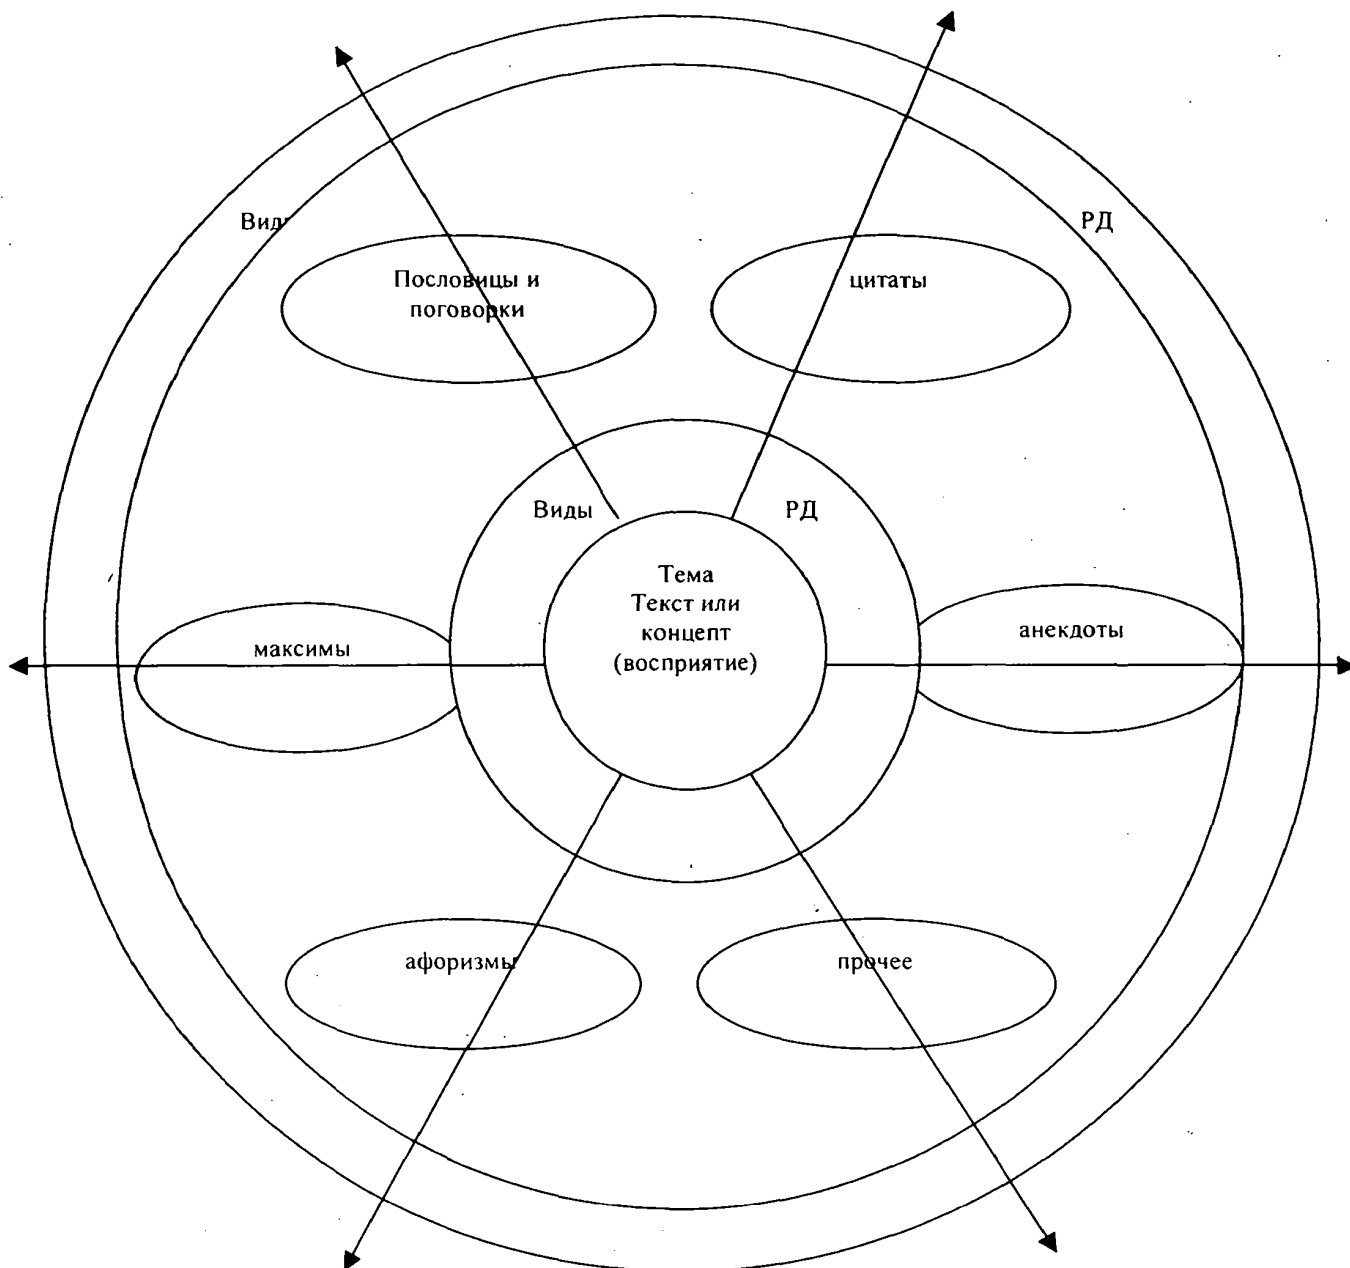 РД
Пословицы и
поговорки
цитаты
Виды
РД
Тема
Текст или
концепт
(восприятие)
максимы
анекдоты
афоризмы
прочее